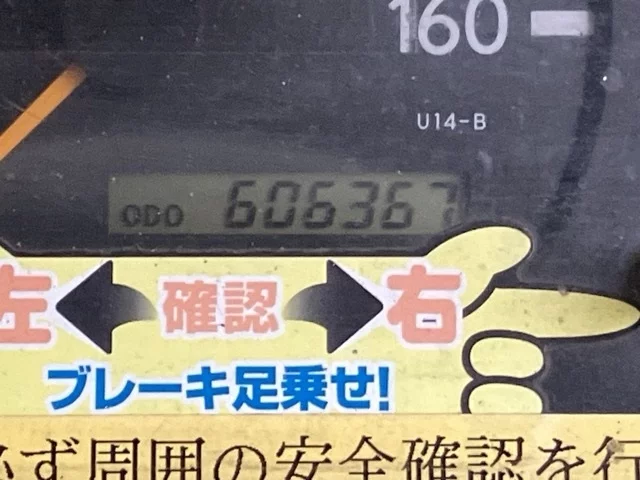 160
U14-B
ODO 606367
左 確認 右
ブレーキ足乗せ!
必ず周囲の安全確認を行